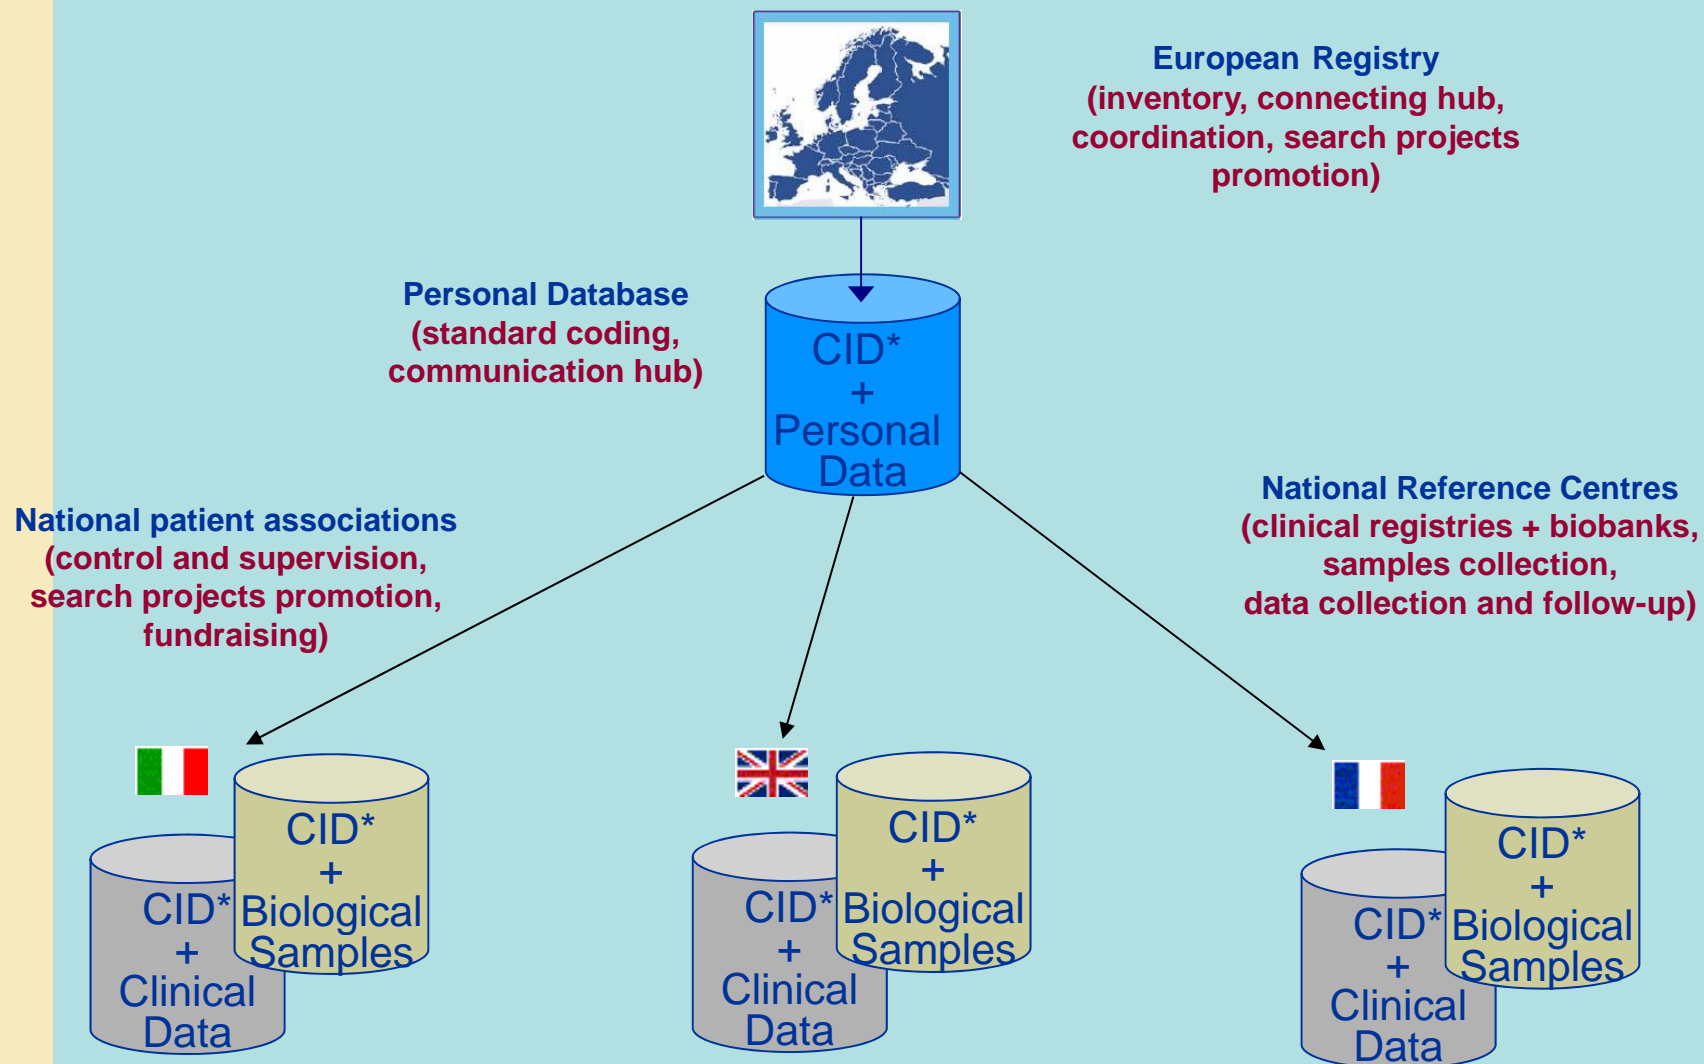 European Registry
(inventory, connecting hub,
coordination, search projects
promotion)
Personal Database
(standard coding,
communication hub)
CID*
+
Personal
Data
National patient associations
(control and supervision,
search projects promotion,
fundraising)
National Reference Centres
(clinical registries + biobanks,
samples collection,
data collection and follow-up)
CID*
+
Biological
Samples
CID*
+
Clinical
Data
CID*
+
Biological
Samples
CID*
+
Clinical
Data
CID*
+
Biological
Samples
CID*
+
Clinical
Data